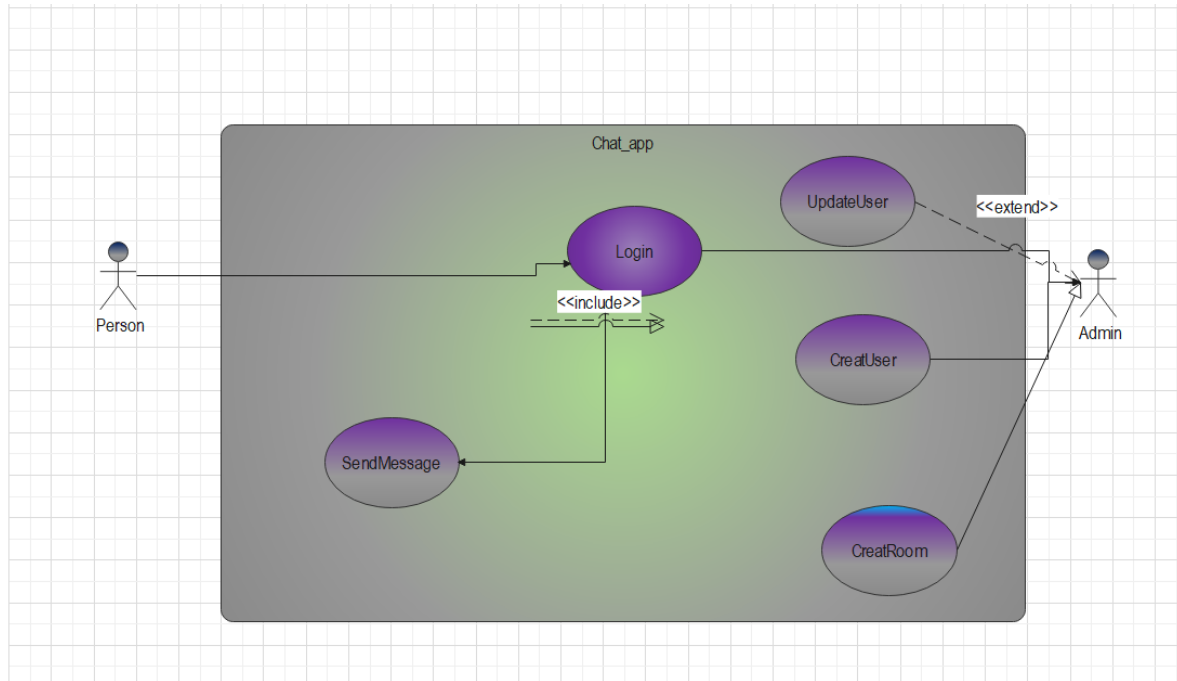 Chat_app
UpdateUser
<<extend>>
Login
<<include>>
Person
Admin
CreatUser
SendMessage
CreatRoom